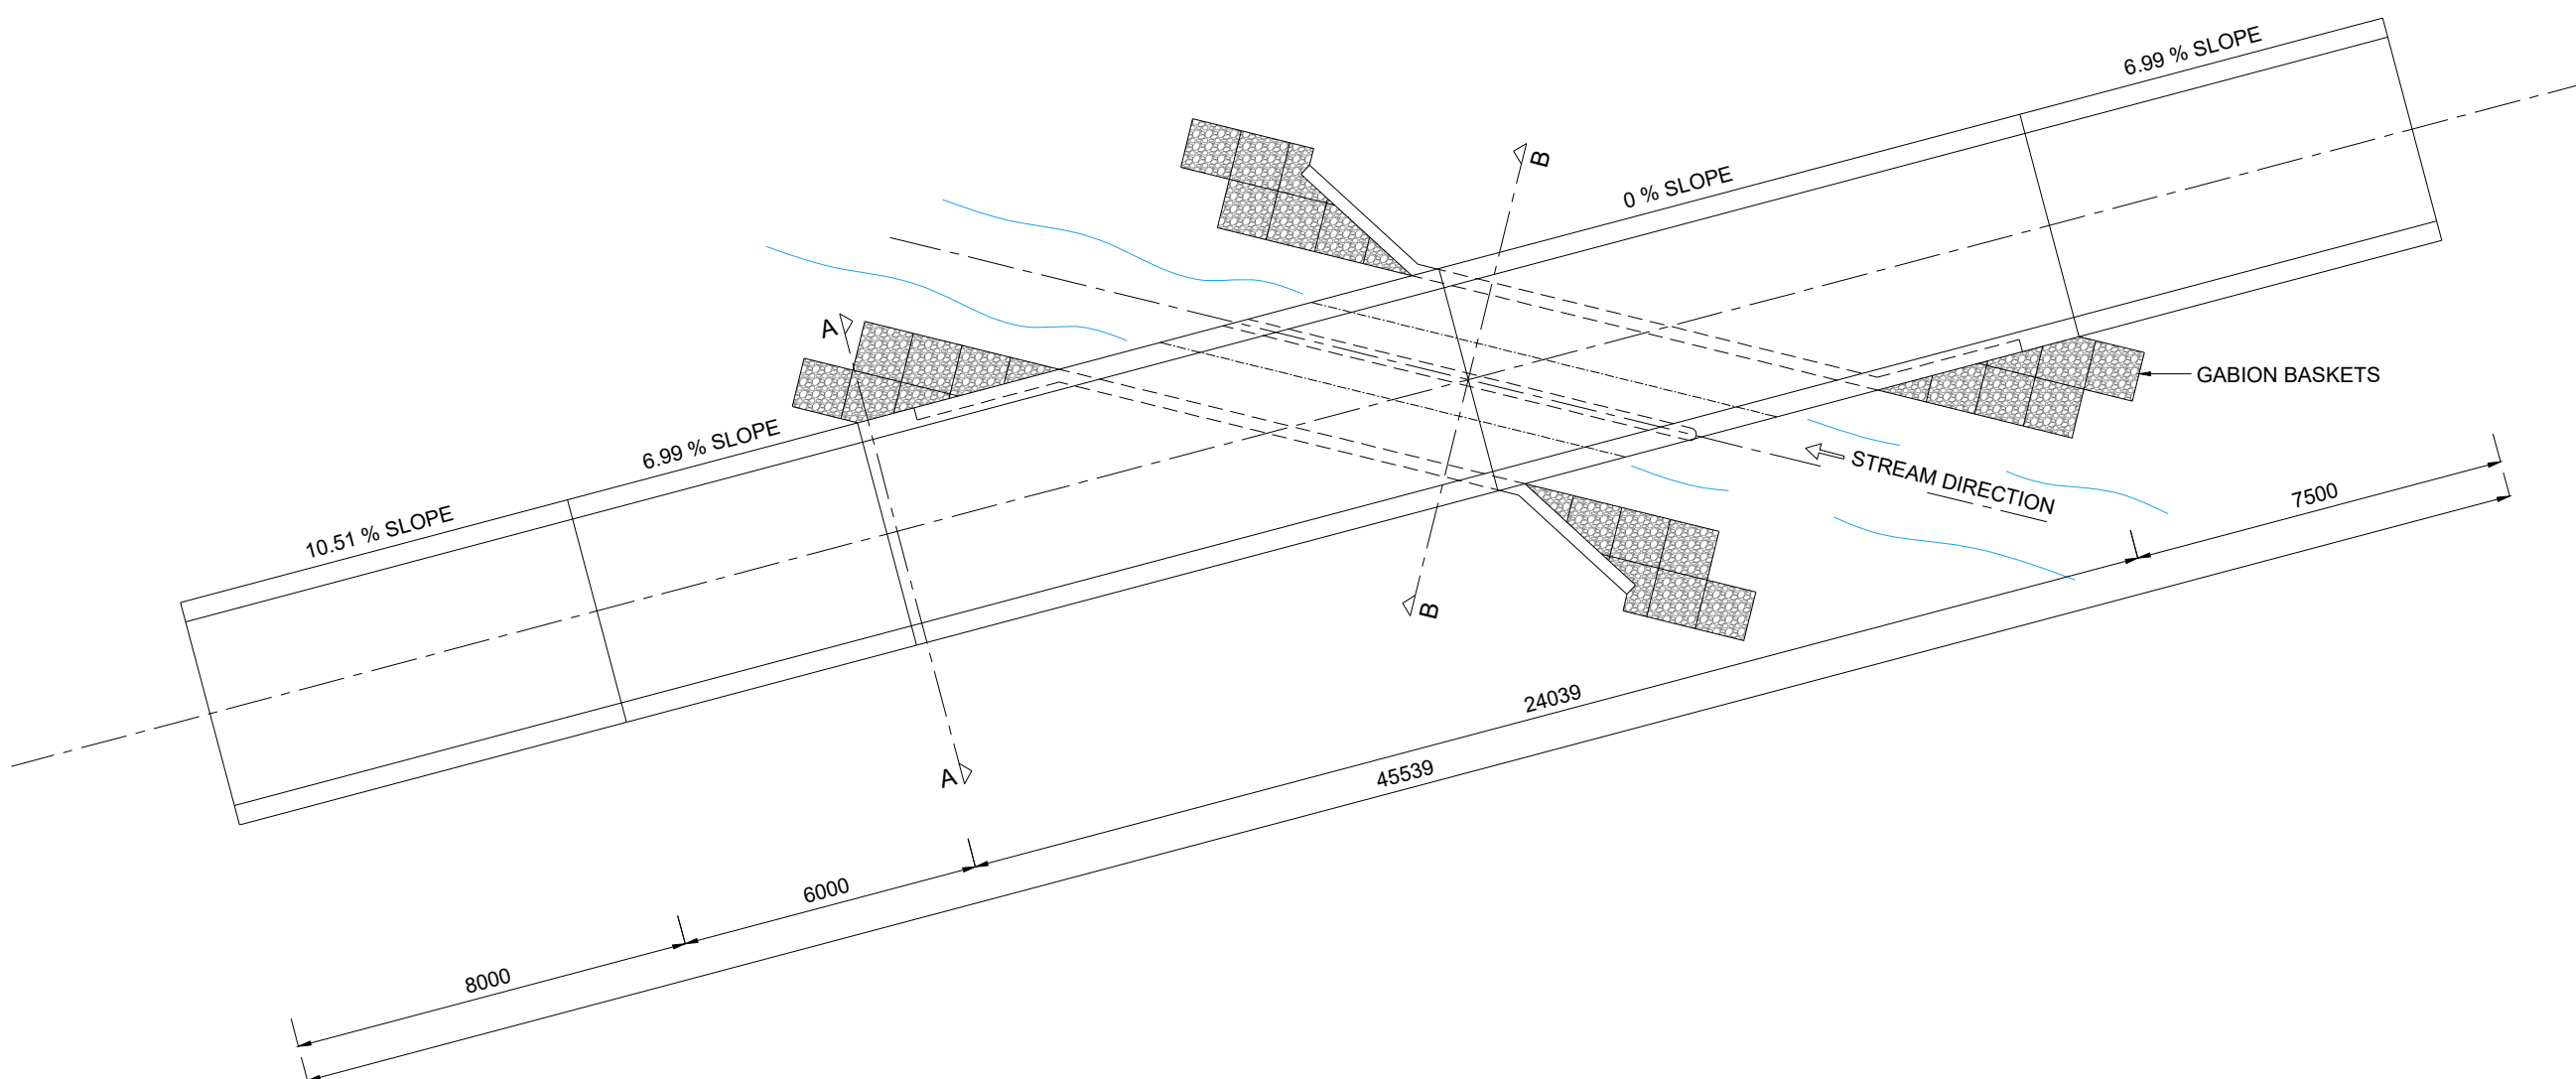 6.99 % SLOPE
0 % SLOPE
B
A
GABION BASKETS
6.99 % SLOPE
STREAM DIRECTION
7500
10.51 % SLOPE
B
24039
A
45539
6000
8000